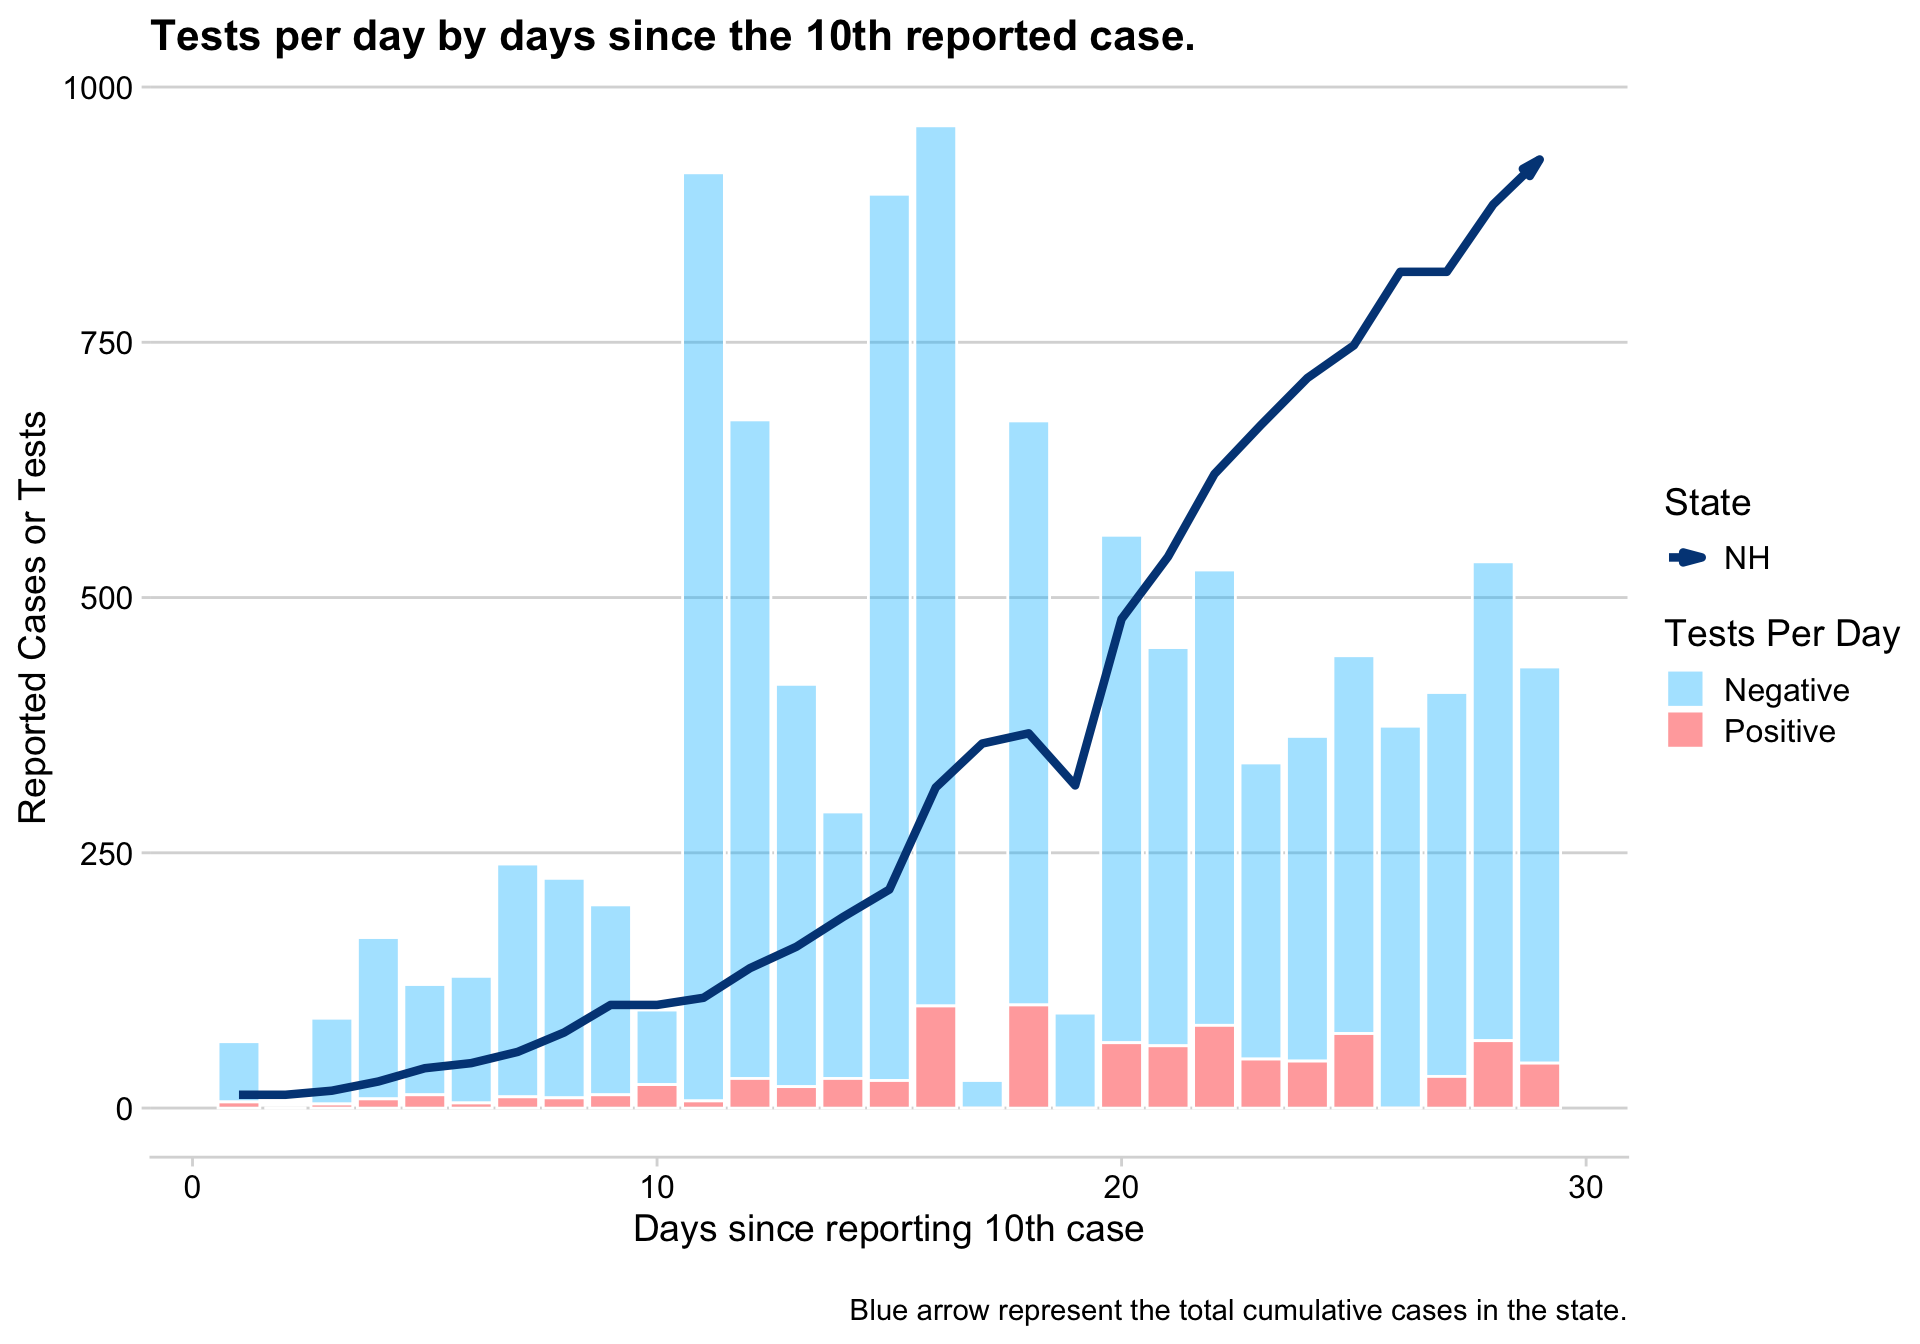 Tests per day by days since the 10th reported case.
1000
750
500
250
0
Reported Cases or Tests
0 10 20 30
Days since reporting 10th case
State
NH
Tests Per Day
Negative
Positive
Blue arrow represent the total cumulative cases in the state.